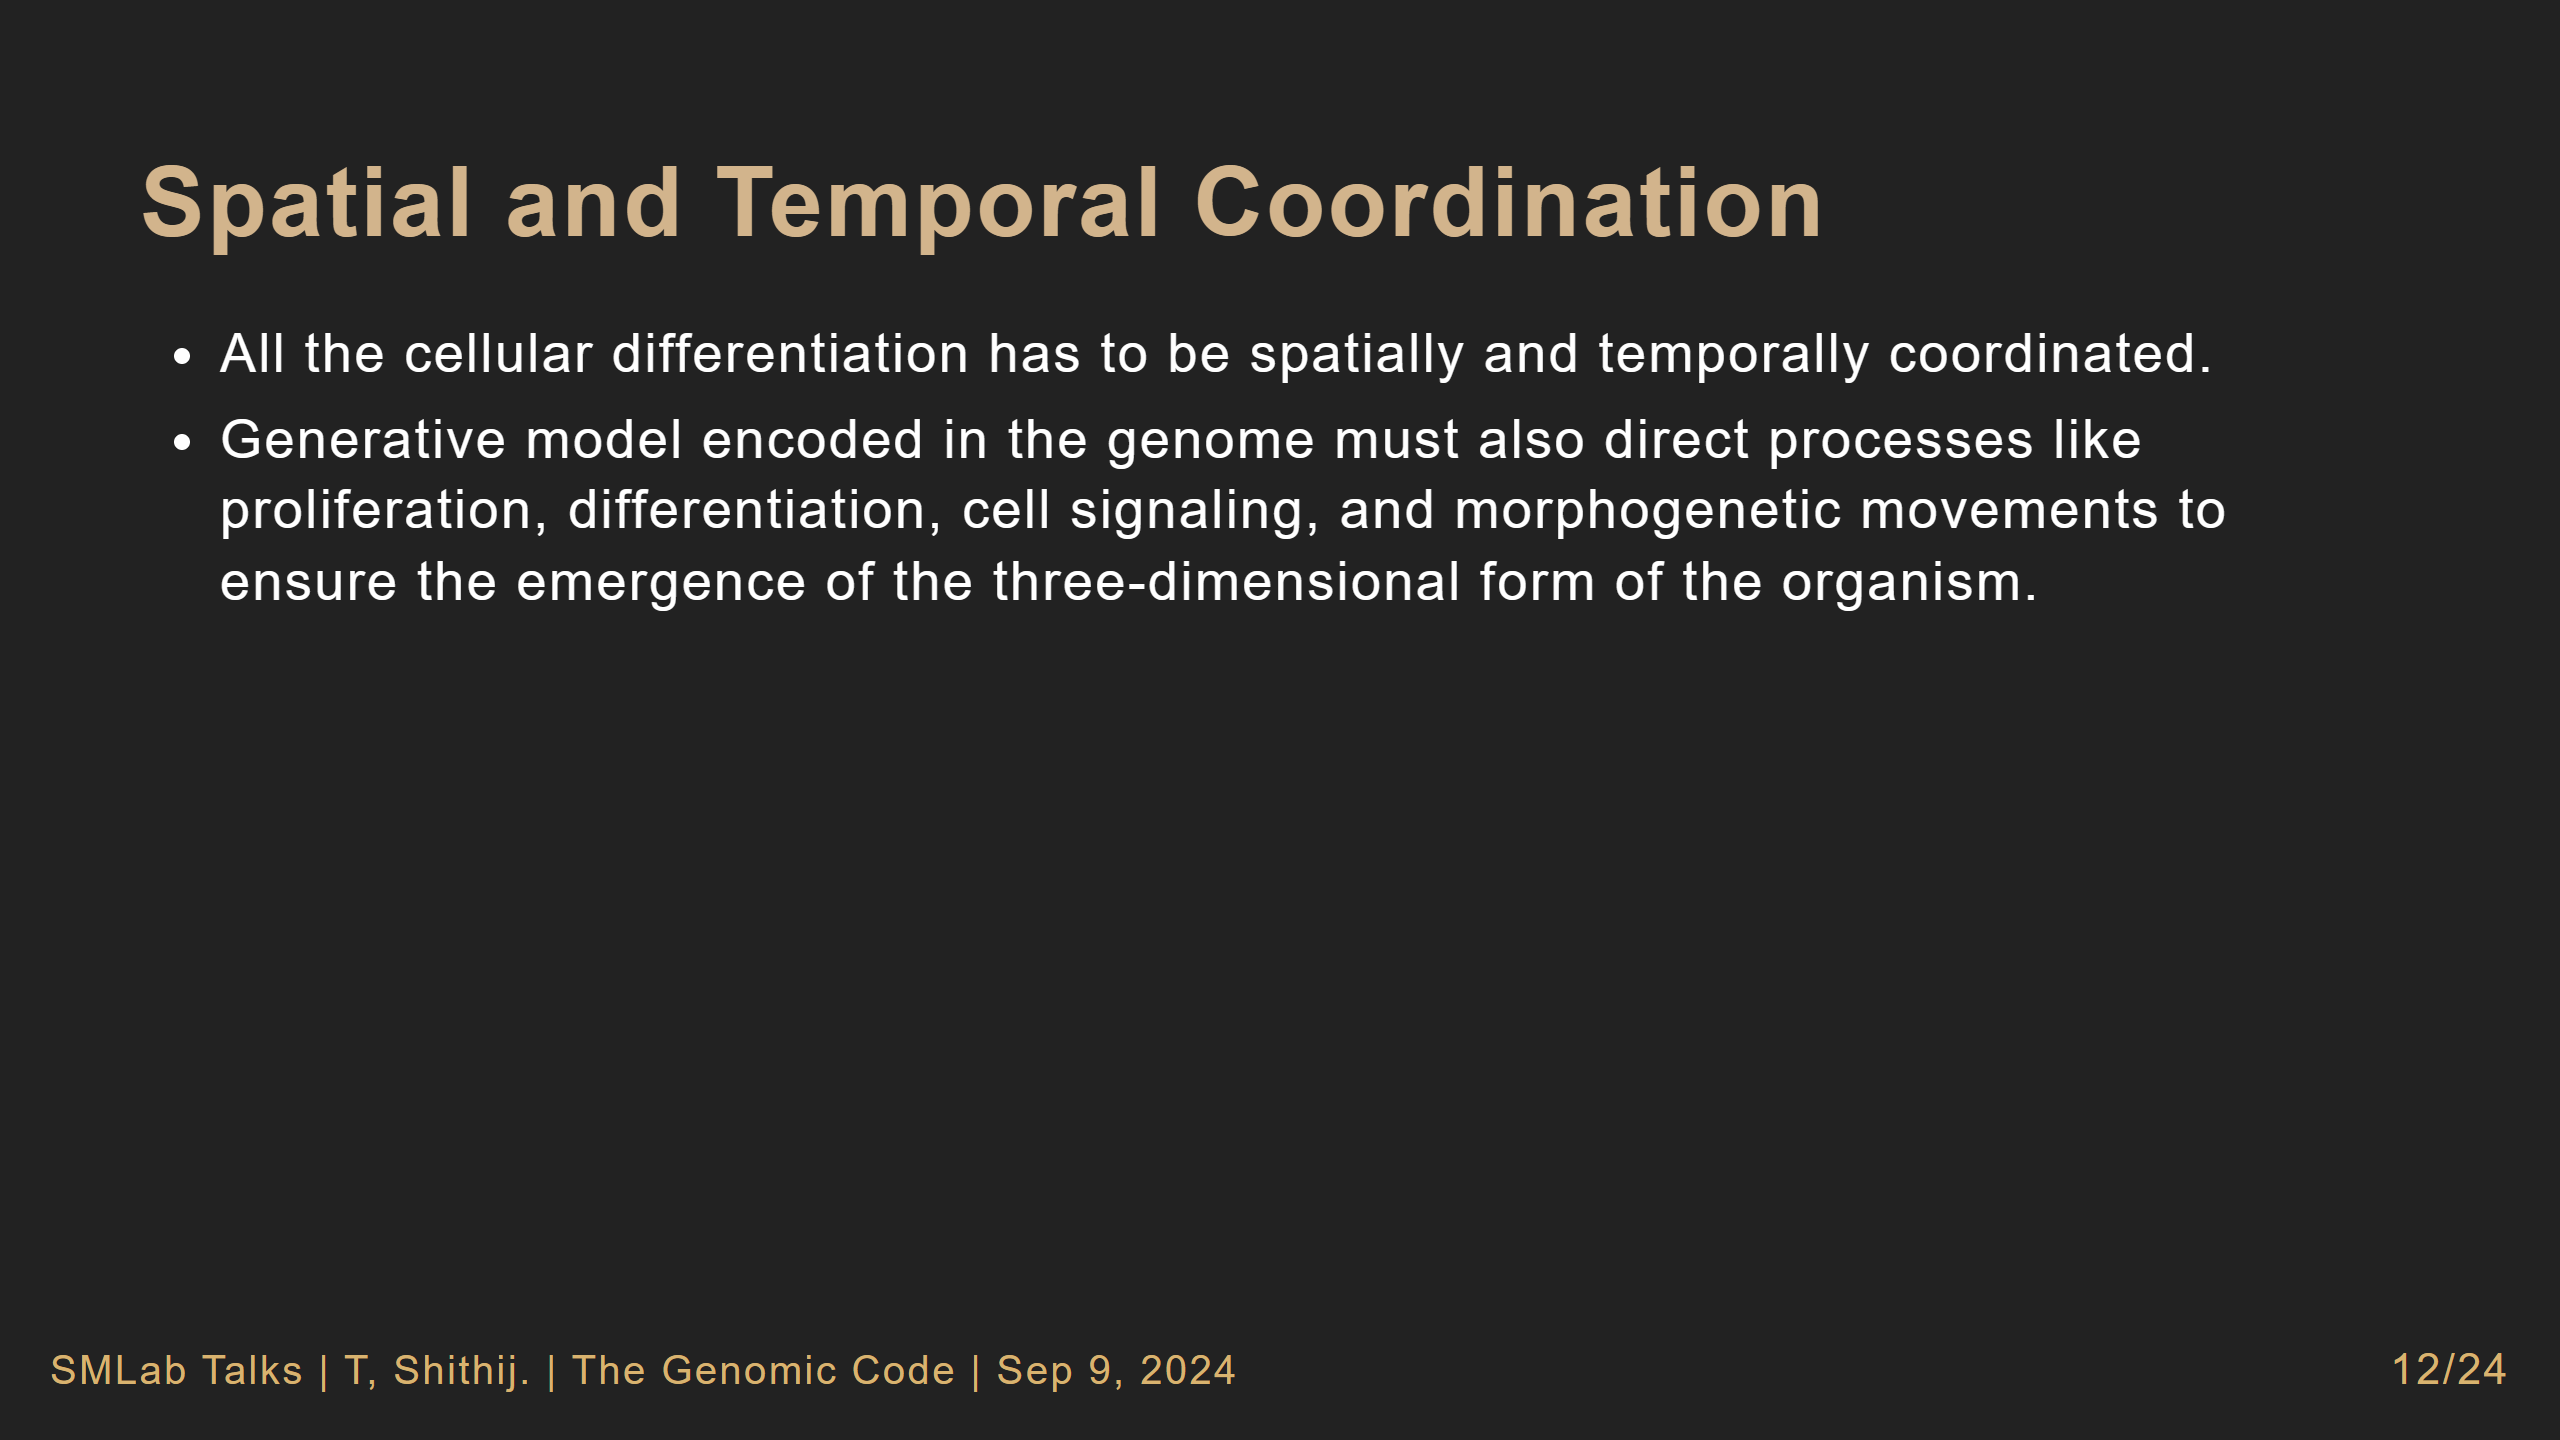 Spatial and Temporal Coordination
• All the cellular differentiation has to be spatially and temporally coordinated.
• Generative model encoded in the genome must also direct processes like
proliferation, differentiation, cell signaling, and morphogenetic movements to
ensure the emergence of the three-dimensional form of the organism.
SMLab Talks | T, Shithij. | The Genomic Code | Sep 9, 2024
12/24